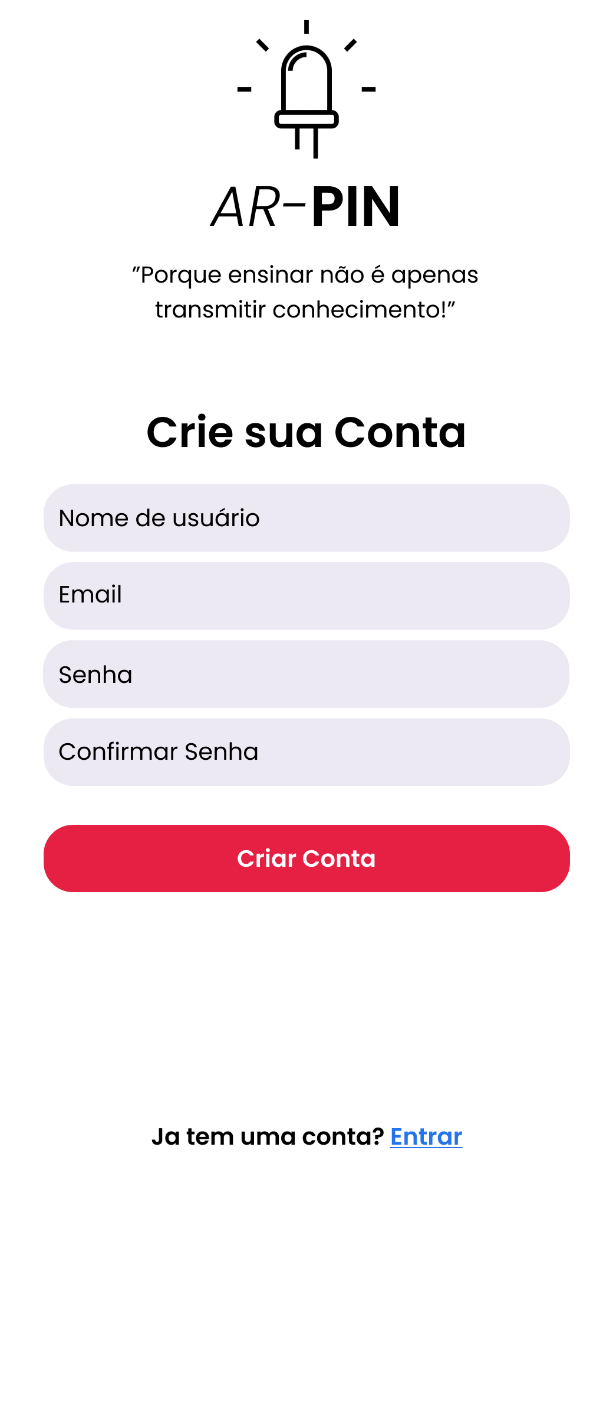 AR-PIN
”Porque ensinar não é apenas
transmitir conhecimento!”
Crie sua Conta
Nome de usuário
Email
Senha
Confirmar Senha
Criar Conta
Ja tem uma conta? Entrar